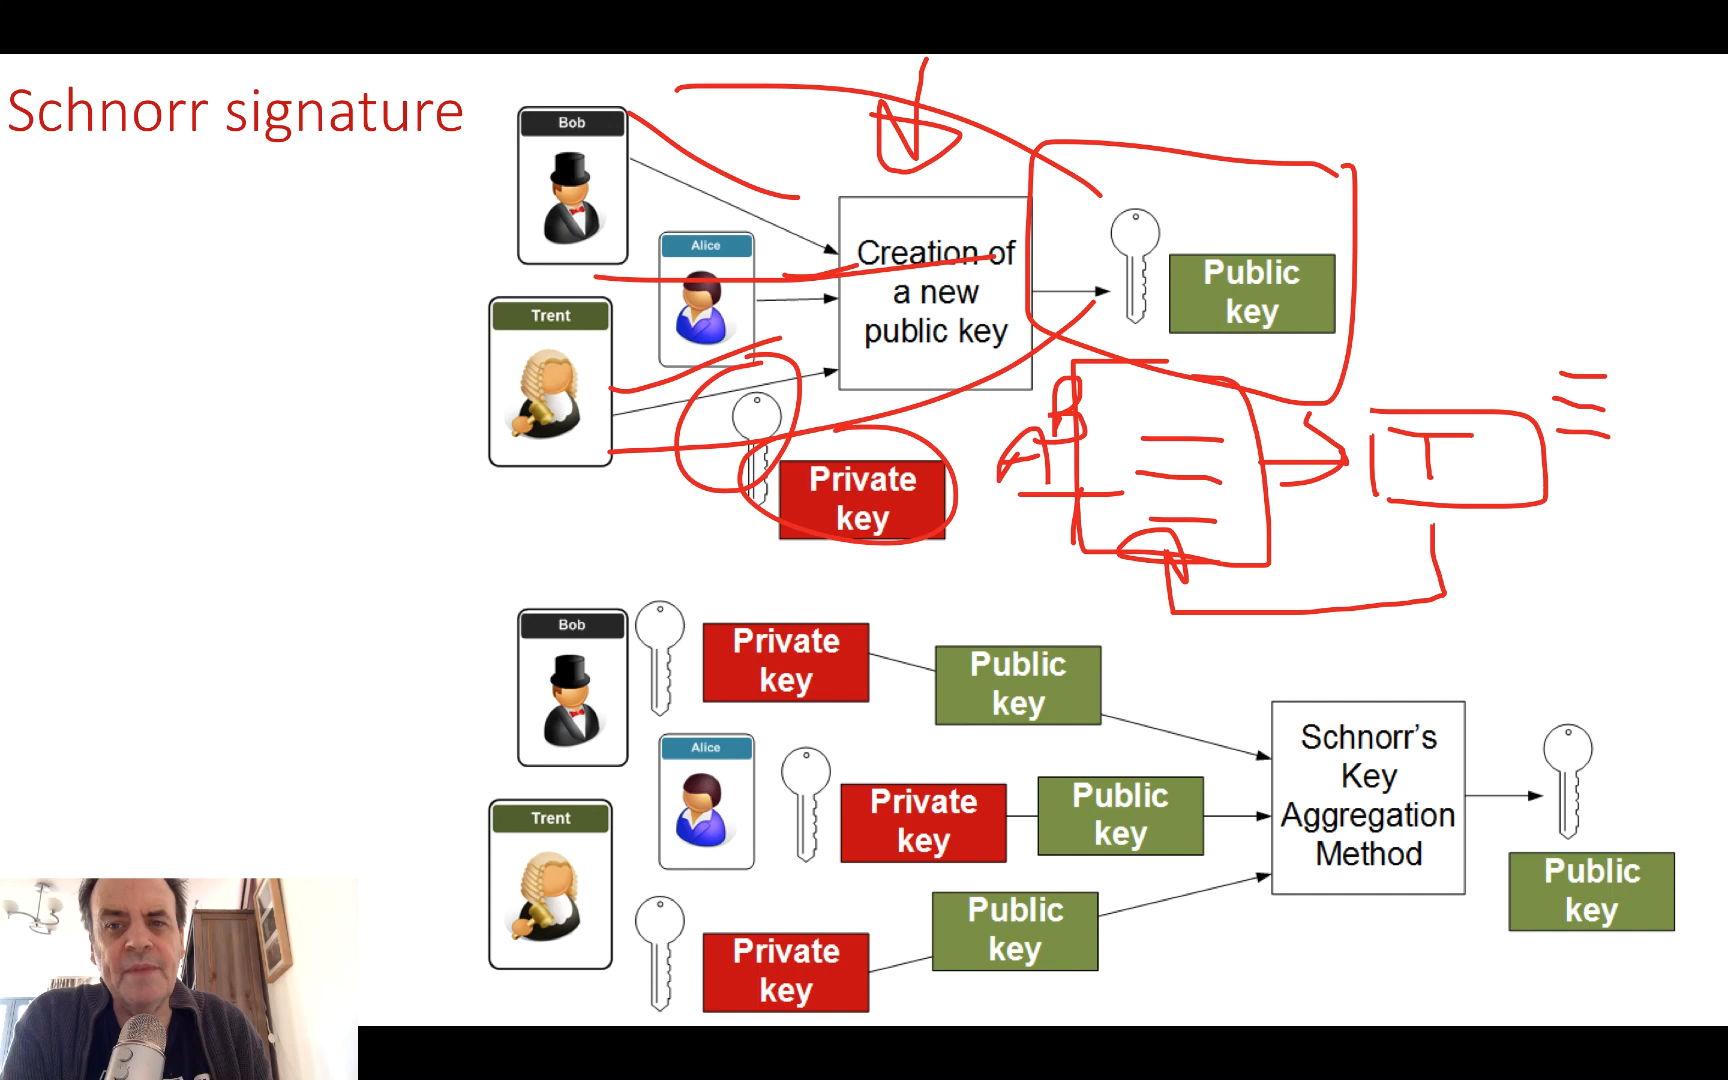 Schnorr signature
Bob
Alice
Creation of
a new
public key
Public
key
Trent
Private
key
A
B
T
Bob
Private
key
Public
key
Alice
Private
key
Public
key
Schnorr's
Key
Aggregation
Method
Public
key
Trent
Private
key
Public
key